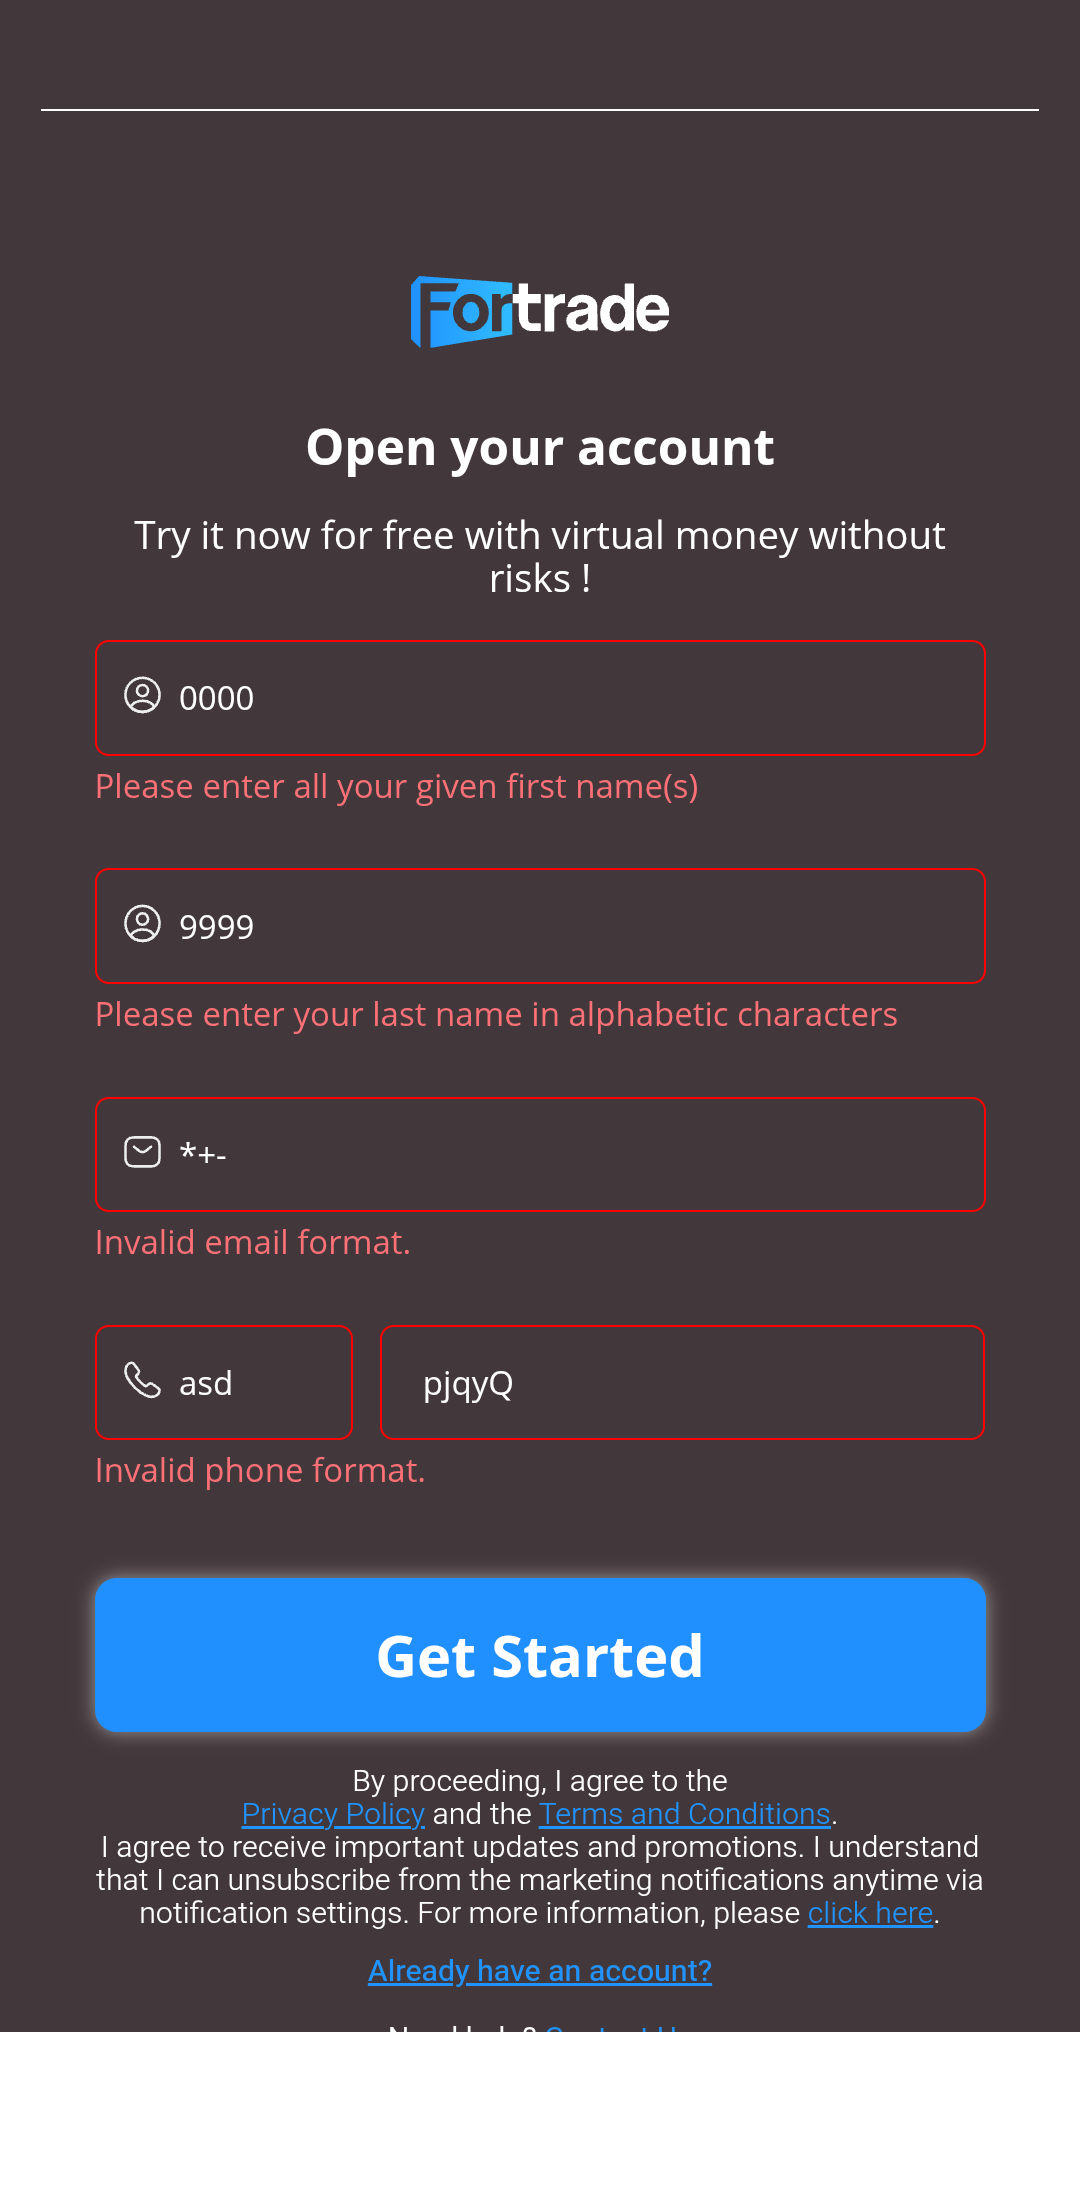 Fortrade
Open your account
Try it now for free with virtual money without
risks !
0000
Please enter all your given first name(s)
9999
Please enter your last name in alphabetic characters
*+-
Invalid email format.
asd pjqyQ
Invalid phone format.
Get Started
By proceeding, I agree to the
Privacy Policy and the Terms and Conditions.
I agree to receive important updates and promotions. I understand
that I can unsubscribe from the marketing notifications anytime via
notification settings. For more information, please click here.
Already have an account?
Need help? Contact Us